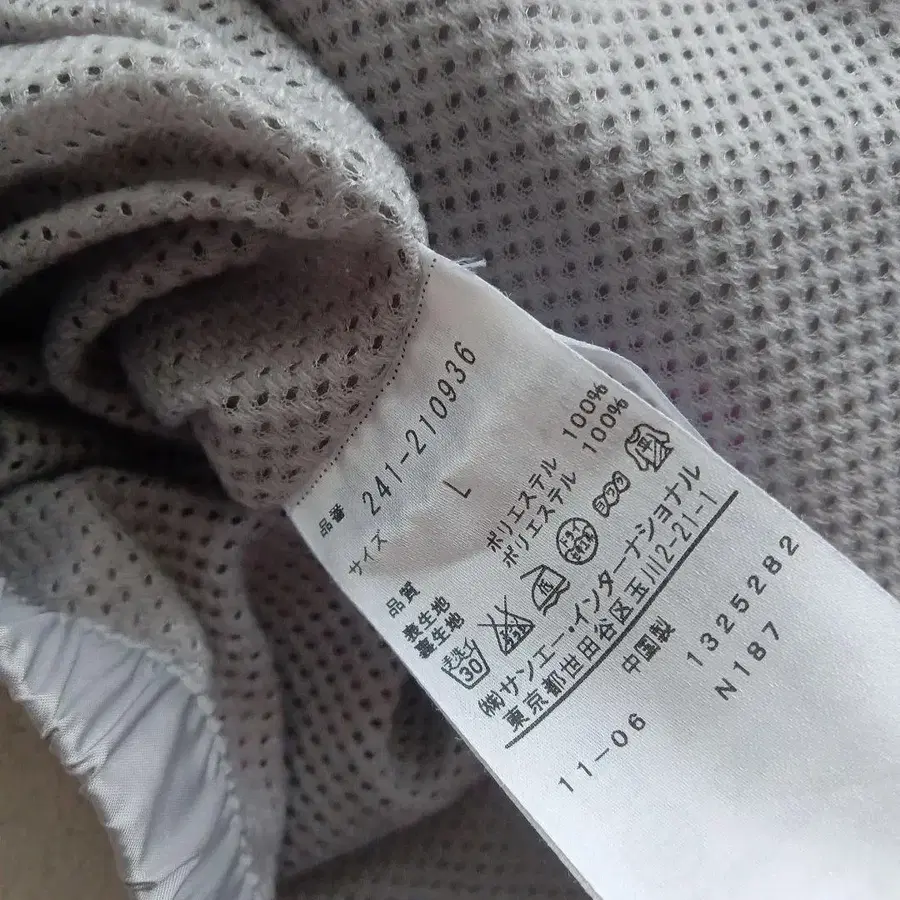 品番 241-210936
サイズ L
品質
表生地 ポリエステル 100%
裏生地 ポリエステル 100%
手洗イ 30
ドライ
(株)サンエー・インターナショナル
東京都世田谷区玉川2-21-1
中国製 1325282
11-06 N187